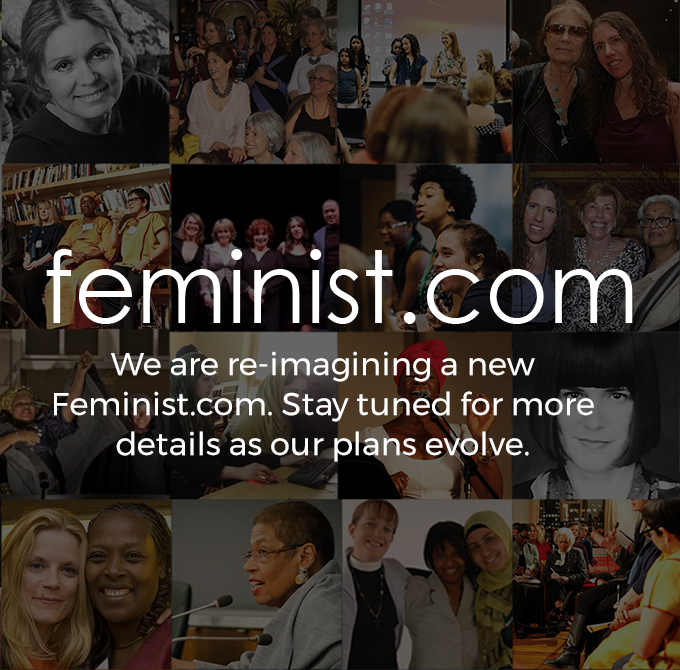 feminist.com
We are re-imagining a new
Feminist.com. Stay tuned for more
details as our plans evolve.